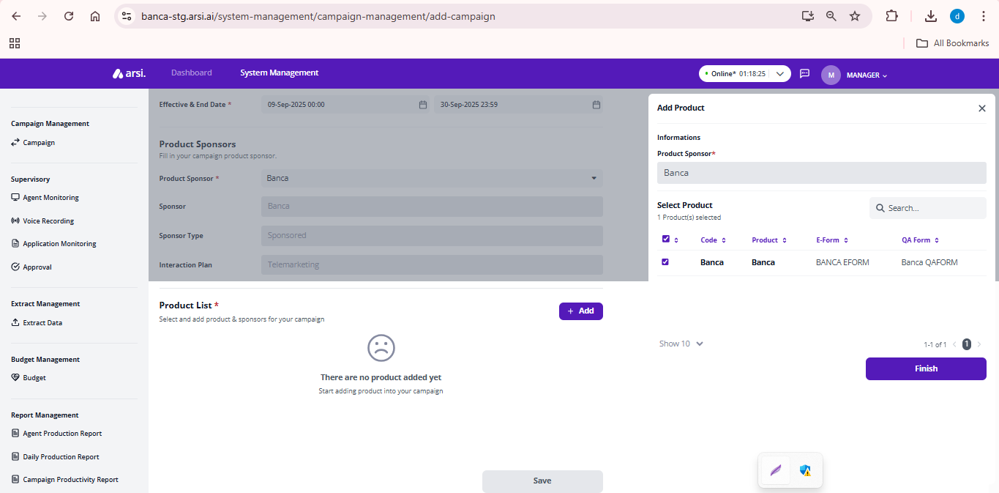 banca-stg.arsi.ai/system-management/campaign-management/add-campaign
d
All Bookmarks
arsi.
Dashboard
System Management
Online* 01:18:25
M
MANAGER
Campaign Management
Campaign
Supervisory
Agent Monitoring
Voice Recording
Application Monitoring
Approval
Extract Management
Extract Data
Budget Management
Budget
Report Management
Agent Production Report
Daily Production Report
Campaign Productivity Report
Effective & End Date *
09-Sep-2025 00:00
30-Sep-2025 23:59
Product Sponsors
Fill in your campaign product sponsor.
Product Sponsor *
Banca
Sponsor
Banca
Sponsor Type
Sponsored
Interaction Plan
Telemarketing
Product List *
Select and add product & sponsors for your campaign
+ Add
There are no product added yet
Start adding product into your campaign
Save
Add Product
Informations
Product Sponsor*
Banca
Select Product
1 Product(s) selected
Search...
Code Product E-Form QA Form
Banca Banca BANCA EFORM Banca QAFORM
Show 10
1-1 of 1
1
Finish